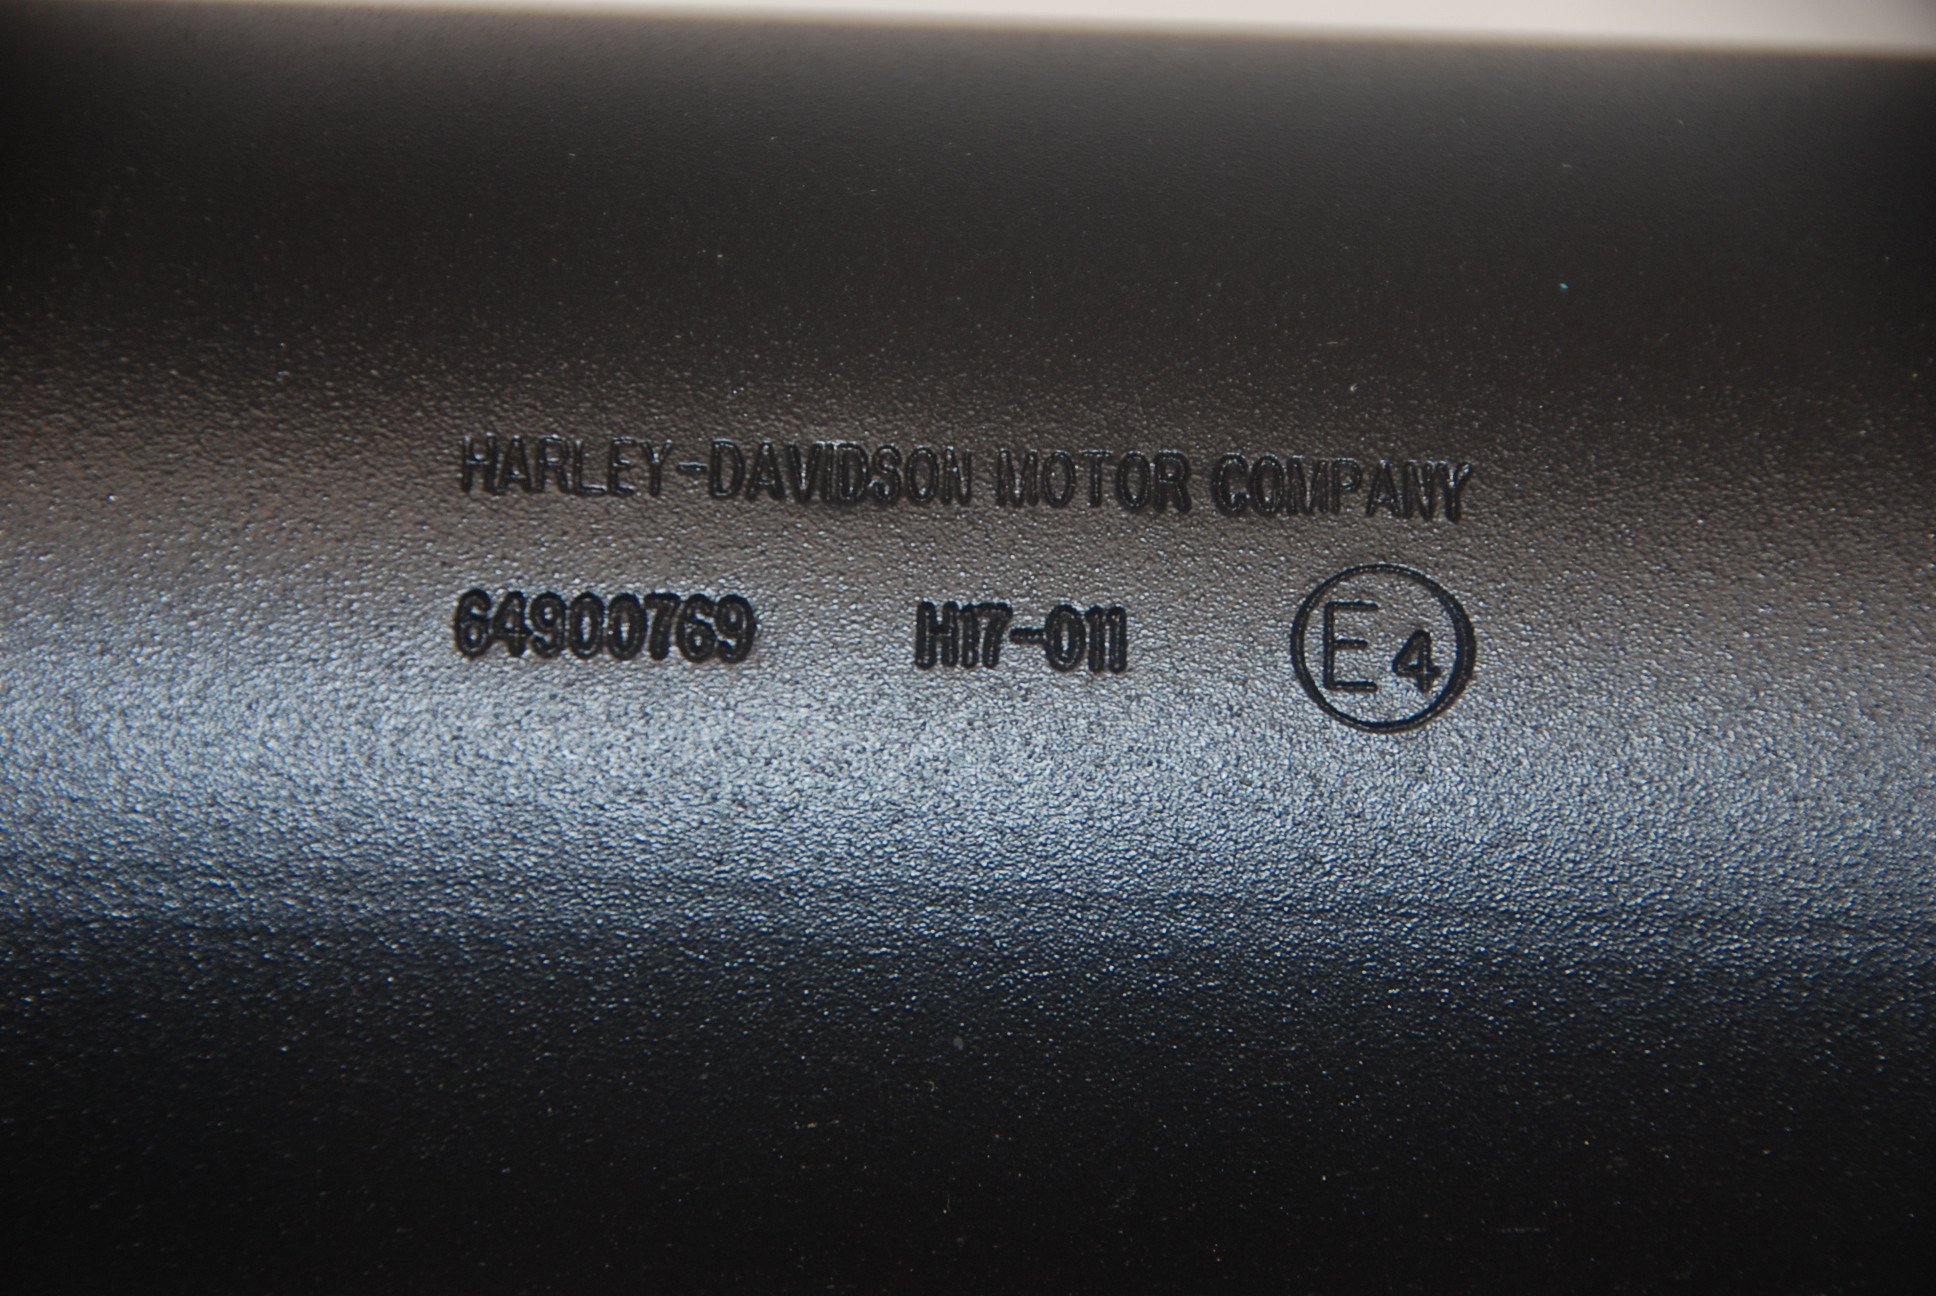 HARLEY-DAVIDSON MOTOR COMPANY
64900769 H17-011 E4